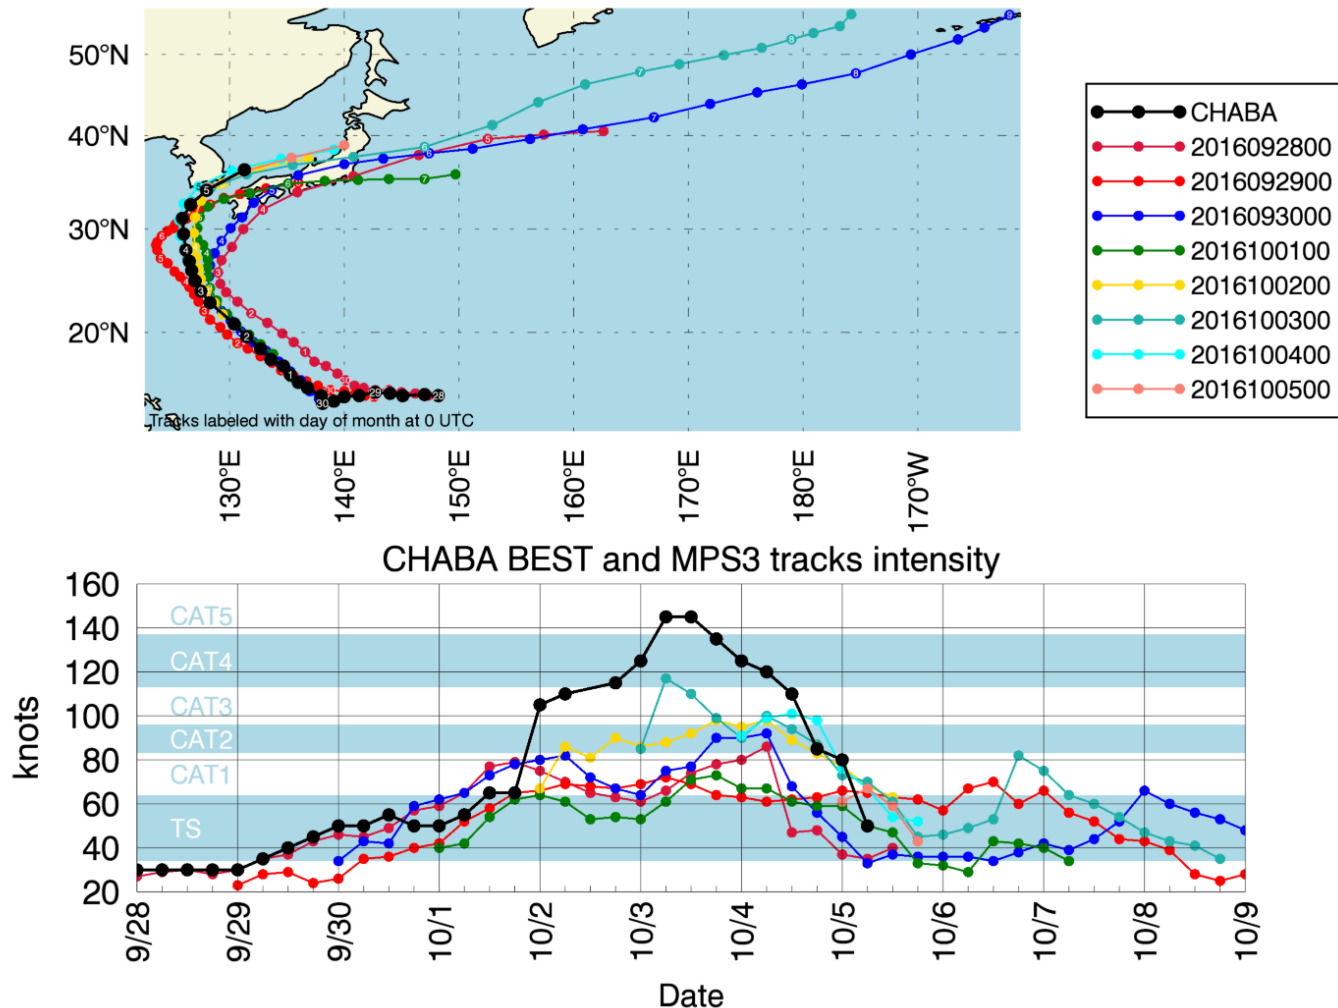 50°N
40°N
30°N
20°N
Tracks labeled with day of month at 0 UTC
130°E
140°E
150°E
160°E
170°E
180°E
170°W
CHABA
2016092800
2016092900
2016093000
2016100100
2016100200
2016100300
2016100400
2016100500
CHABA BEST and MPS3 tracks intensity
160
140
120
100
80
60
40
20
knots
CAT5
CAT4
CAT3
CAT2
CAT1
TS
9/28
9/29
9/30
10/1
10/2
10/3
10/4
10/5
10/6
10/7
10/8
10/9
Date